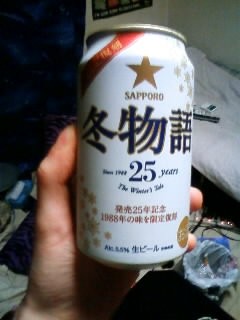 復刻
SAPPORO
冬物語
Since 1988
25 years
The Winter's Tale
発売25年記念
1988年の味を限定復刻
Alc.5.5% 生ビール